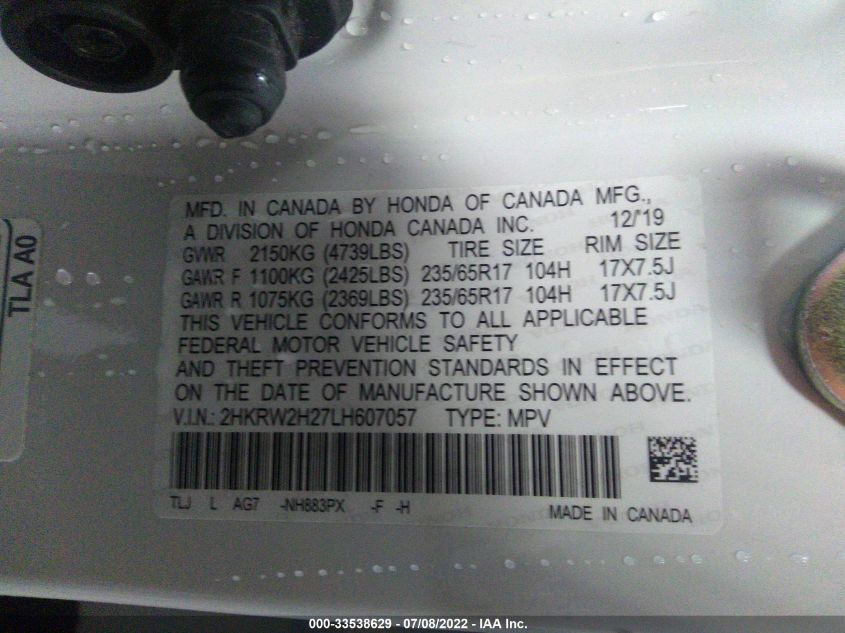 MFD. IN CANADA BY HONDA OF CANADA MFG.,
A DIVISION OF HONDA CANADA INC. 12/'19
GVWR 2150KG (4739LBS) TIRE SIZE RIM SIZE
GAWR F 1100KG (2425LBS) 235/65R17 104H 17X7.5J
GAWR R 1075KG (2369LBS) 235/65R17 104H 17X7.5J
THIS VEHICLE CONFORMS TO ALL APPLICABLE
FEDERAL MOTOR VEHICLE SAFETY
AND THEFT PREVENTION STANDARDS IN EFFECT
ON THE DATE OF MANUFACTURE SHOWN ABOVE.
V.I.N.: 2HKRW2H27LH607057 TYPE: MPV
TLJ L AG7 -NH883PX -F -H
MADE IN CANADA
TLA A0
000-33538629 - 07/08/2022 - IAA Inc.